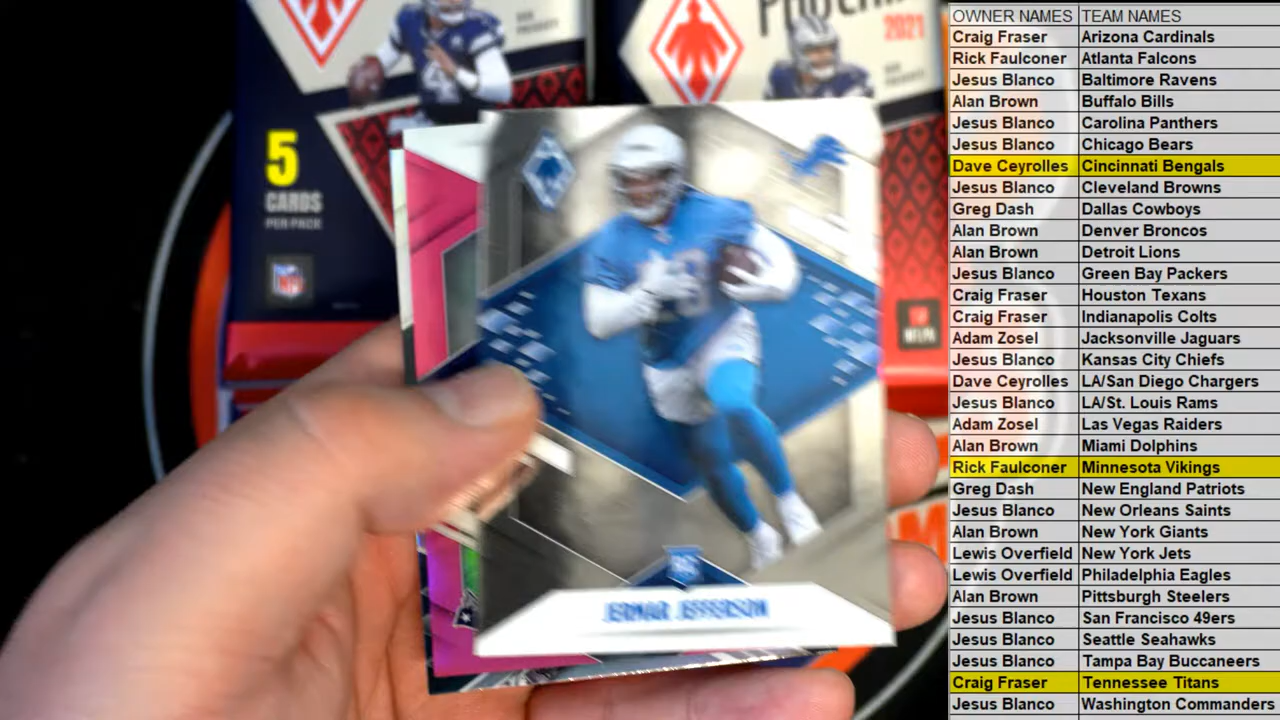 PHOENIX
2021
5
CARDS
PER PACK
NFL
NFLPA
JERMAR JEFFERSON
OWNER NAMES TEAM NAMES
Craig Fraser Arizona Cardinals
Rick Faulconer Atlanta Falcons
Jesus Blanco Baltimore Ravens
Alan Brown Buffalo Bills
Jesus Blanco Carolina Panthers
Jesus Blanco Chicago Bears
Dave Ceyrolles Cincinnati Bengals
Jesus Blanco Cleveland Browns
Greg Dash Dallas Cowboys
Alan Brown Denver Broncos
Alan Brown Detroit Lions
Jesus Blanco Green Bay Packers
Craig Fraser Houston Texans
Craig Fraser Indianapolis Colts
Adam Zosel Jacksonville Jaguars
Jesus Blanco Kansas City Chiefs
Dave Ceyrolles LA/San Diego Chargers
Jesus Blanco LA/St. Louis Rams
Adam Zosel Las Vegas Raiders
Alan Brown Miami Dolphins
Rick Faulconer Minnesota Vikings
Greg Dash New England Patriots
Jesus Blanco New Orleans Saints
Alan Brown New York Giants
Lewis Overfield New York Jets
Lewis Overfield Philadelphia Eagles
Alan Brown Pittsburgh Steelers
Jesus Blanco San Francisco 49ers
Jesus Blanco Seattle Seahawks
Jesus Blanco Tampa Bay Buccaneers
Craig Fraser Tennessee Titans
Jesus Blanco Washington Commanders